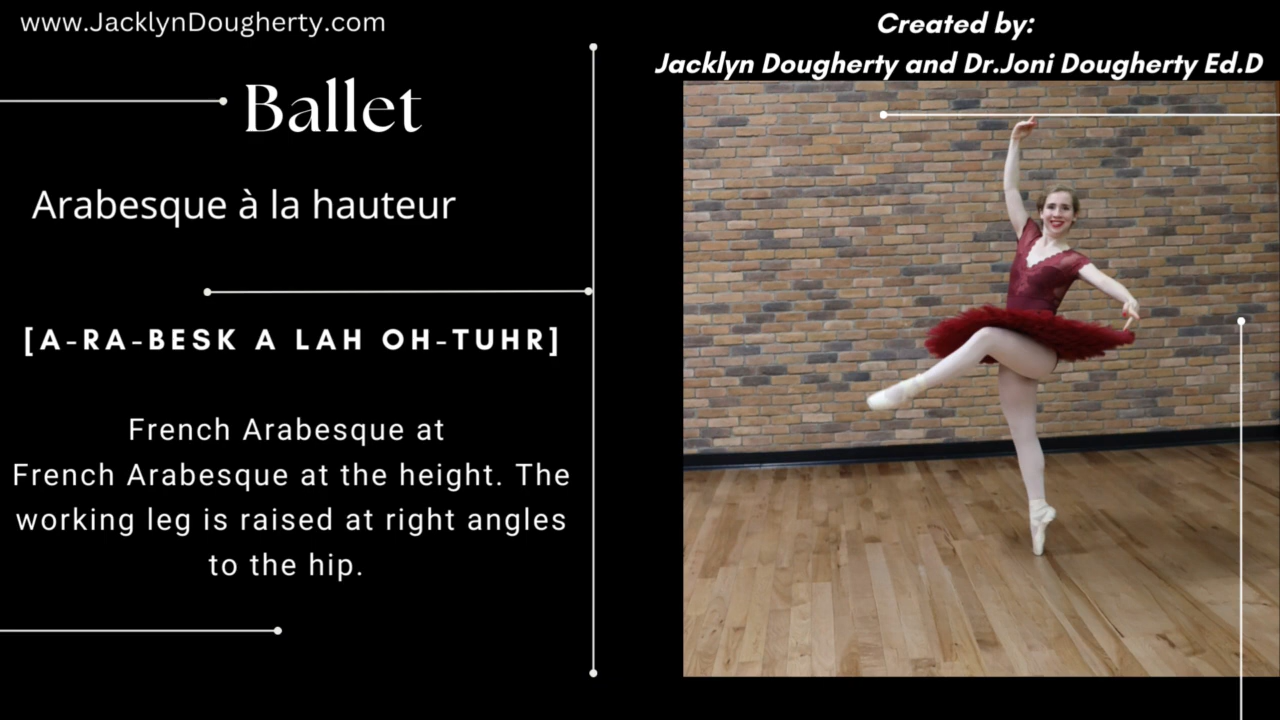 www.JacklynDougherty.com
Ballet
Arabesque à la hauteur
[A-RA-BESK A LAH OH-TUHR]
French Arabesque at
French Arabesque at the height. The
working leg is raised at right angles
to the hip.
Created by:
Jacklyn Dougherty and Dr.Joni Dougherty Ed.D